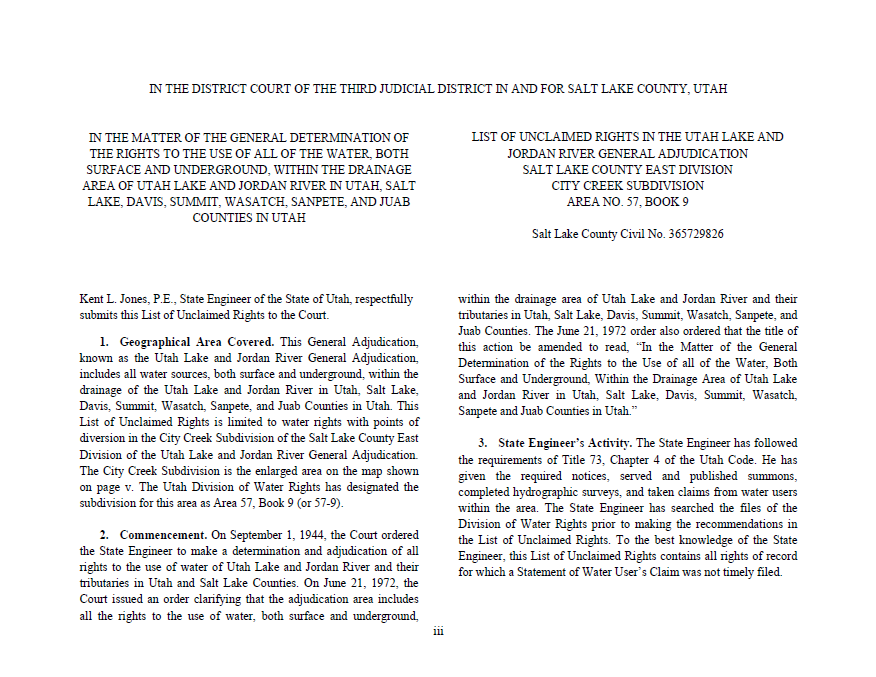 IN THE DISTRICT COURT OF THE THIRD JUDICIAL DISTRICT IN AND FOR SALT LAKE COUNTY, UTAH
IN THE MATTER OF THE GENERAL DETERMINATION OF
THE RIGHTS TO THE USE OF ALL OF THE WATER, BOTH
SURFACE AND UNDERGROUND, WITHIN THE DRAINAGE
AREA OF UTAH LAKE AND JORDAN RIVER IN UTAH, SALT
LAKE, DAVIS, SUMMIT, WASATCH, SANPETE, AND JUAB
COUNTIES IN UTAH
LIST OF UNCLAIMED RIGHTS IN THE UTAH LAKE AND
JORDAN RIVER GENERAL ADJUDICATION
SALT LAKE COUNTY EAST DIVISION
CITY CREEK SUBDIVISION
AREA NO. 57, BOOK 9
Salt Lake County Civil No. 365729826
Kent L. Jones, P.E., State Engineer of the State of Utah, respectfully
submits this List of Unclaimed Rights to the Court.
1. Geographical Area Covered. This General Adjudication,
known as the Utah Lake and Jordan River General Adjudication,
includes all water sources, both surface and underground, within the
drainage of the Utah Lake and Jordan River in Utah, Salt Lake,
Davis, Summit, Wasatch, Sanpete, and Juab Counties in Utah. This
List of Unclaimed Rights is limited to water rights with points of
diversion in the City Creek Subdivision of the Salt Lake County East
Division of the Utah Lake and Jordan River General Adjudication.
The City Creek Subdivision is the enlarged area on the map shown
on page v. The Utah Division of Water Rights has designated the
subdivision for this area as Area 57, Book 9 (or 57-9).
2. Commencement. On September 1, 1944, the Court ordered
the State Engineer to make a determination and adjudication of all
rights to the use of water of Utah Lake and Jordan River and their
tributaries in Utah and Salt Lake Counties. On June 21, 1972, the
Court issued an order clarifying that the adjudication area includes
all the rights to the use of water, both surface and underground,
within the drainage area of Utah Lake and Jordan River and their
tributaries in Utah, Salt Lake, Davis, Summit, Wasatch, Sanpete, and
Juab Counties. The June 21, 1972 order also ordered that the title of
this action be amended to read, “In the Matter of the General
Determination of the Rights to the Use of all of the Water, Both
Surface and Underground, Within the Drainage Area of Utah Lake
and Jordan River in Utah, Salt Lake, Davis, Summit, Wasatch,
Sanpete and Juab Counties in Utah.”
3. State Engineer’s Activity. The State Engineer has followed
the requirements of Title 73, Chapter 4 of the Utah Code. He has
given the required notices, served and published summons,
completed hydrographic surveys, and taken claims from water users
within the area. The State Engineer has searched the files of the
Division of Water Rights prior to making the recommendations in
the List of Unclaimed Rights. To the best knowledge of the State
Engineer, this List of Unclaimed Rights contains all rights of record
for which a Statement of Water User’s Claim was not timely filed.
iii